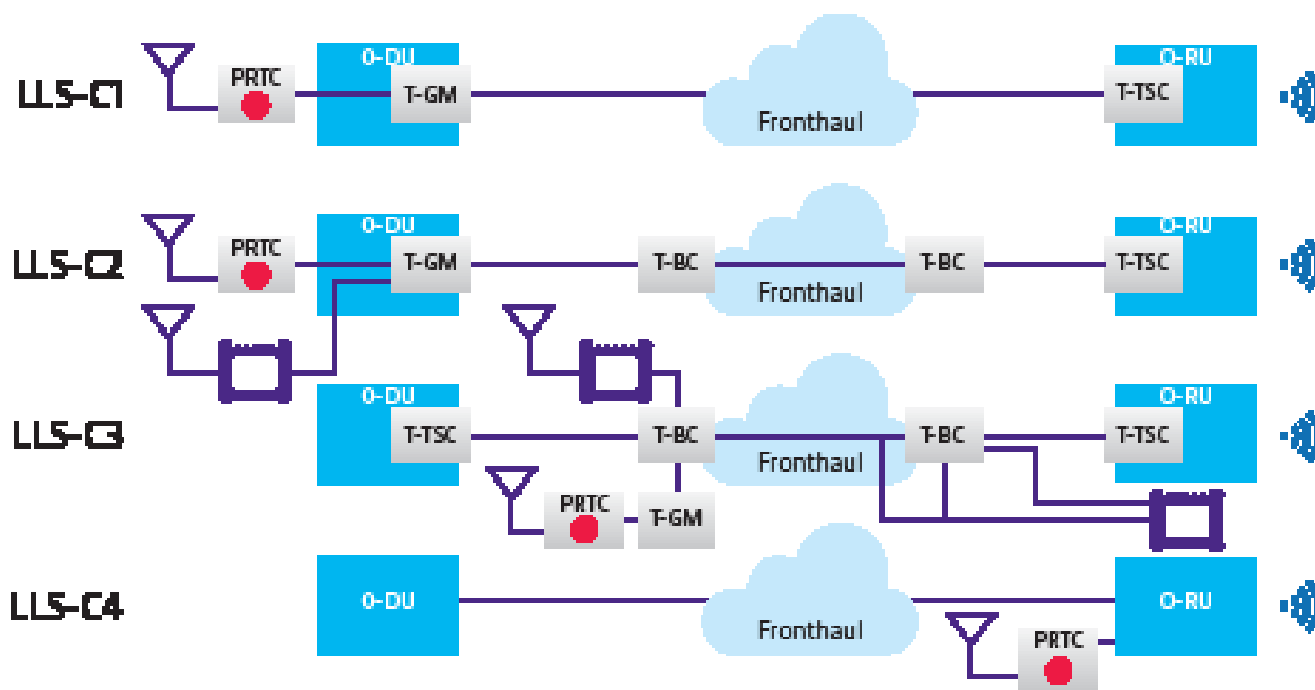 O-DU
O-RU
LLS-C1
PRTC
T-GM
T-TSC
Fronthaul
O-DU
O-RU
LLS-C2
PRTC
T-GM
T-BC
T-BC
T-TSC
Fronthaul
O-DU
O-RU
LLS-C3
T-TSC
T-BC
T-BC
T-TSC
Fronthaul
PRTC
T-GM
LLS-C4
O-DU
O-RU
Fronthaul
PRTC